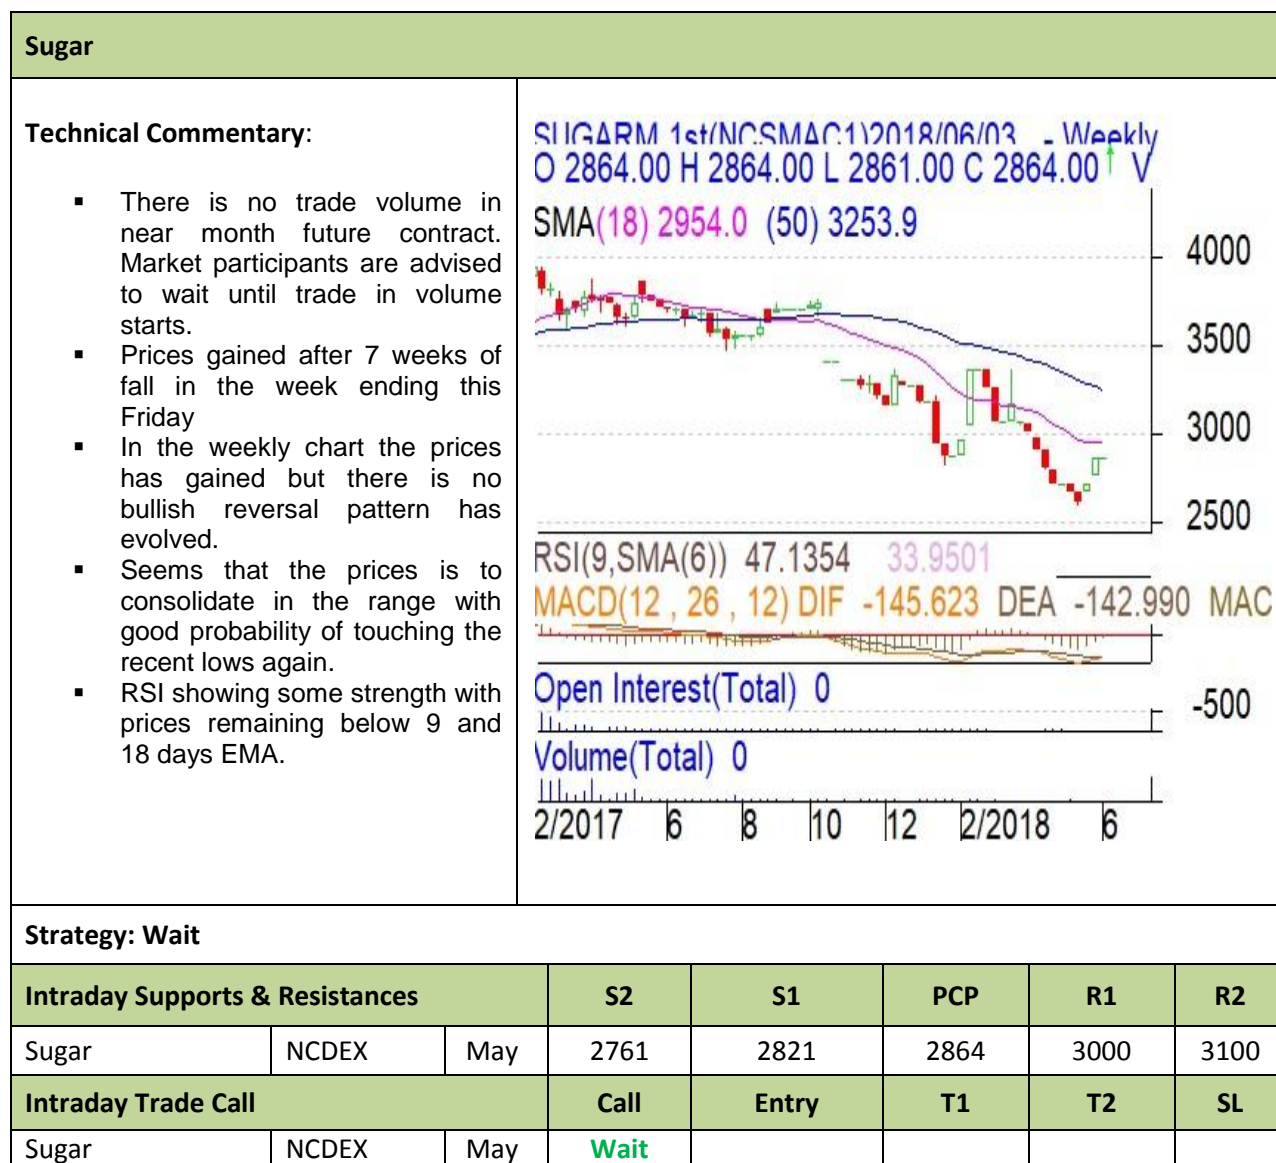 Sugar
Technical Commentary:
▪ There is no trade volume in
near month future contract.
Market participants are advised
to wait until trade in volume
starts.
▪ Prices gained after 7 weeks of
fall in the week ending this
Friday
▪ In the weekly chart the prices
has gained but there is no
bullish reversal pattern has
evolved.
▪ Seems that the prices is to
consolidate in the range with
good probability of touching the
recent lows again.
▪ RSI showing some strength with
prices remaining below 9 and
18 days EMA.
SUGARM 1st(NCSMAC1)2018/06/03 - Weekly
O 2864.00 H 2864.00 L 2861.00 C 2864.00↑ V
SMA(18) 2954.0 (50) 3253.9
4000
3500
3000
2500
RSI(9,SMA(6)) 47.1354 33.9501
MACD(12 , 26 , 12) DIF -145.623 DEA -142.990 MAC
Open Interest(Total) 0
-500
Volume(Total) 0
2/2017 6 8 10 12 2/2018 6
Strategy: Wait
Intraday Supports & Resistances S2 S1 PCP R1 R2
Sugar NCDEX May 2761 2821 2864 3000 3100
Intraday Trade Call Call Entry T1 T2 SL
Sugar NCDEX May Wait